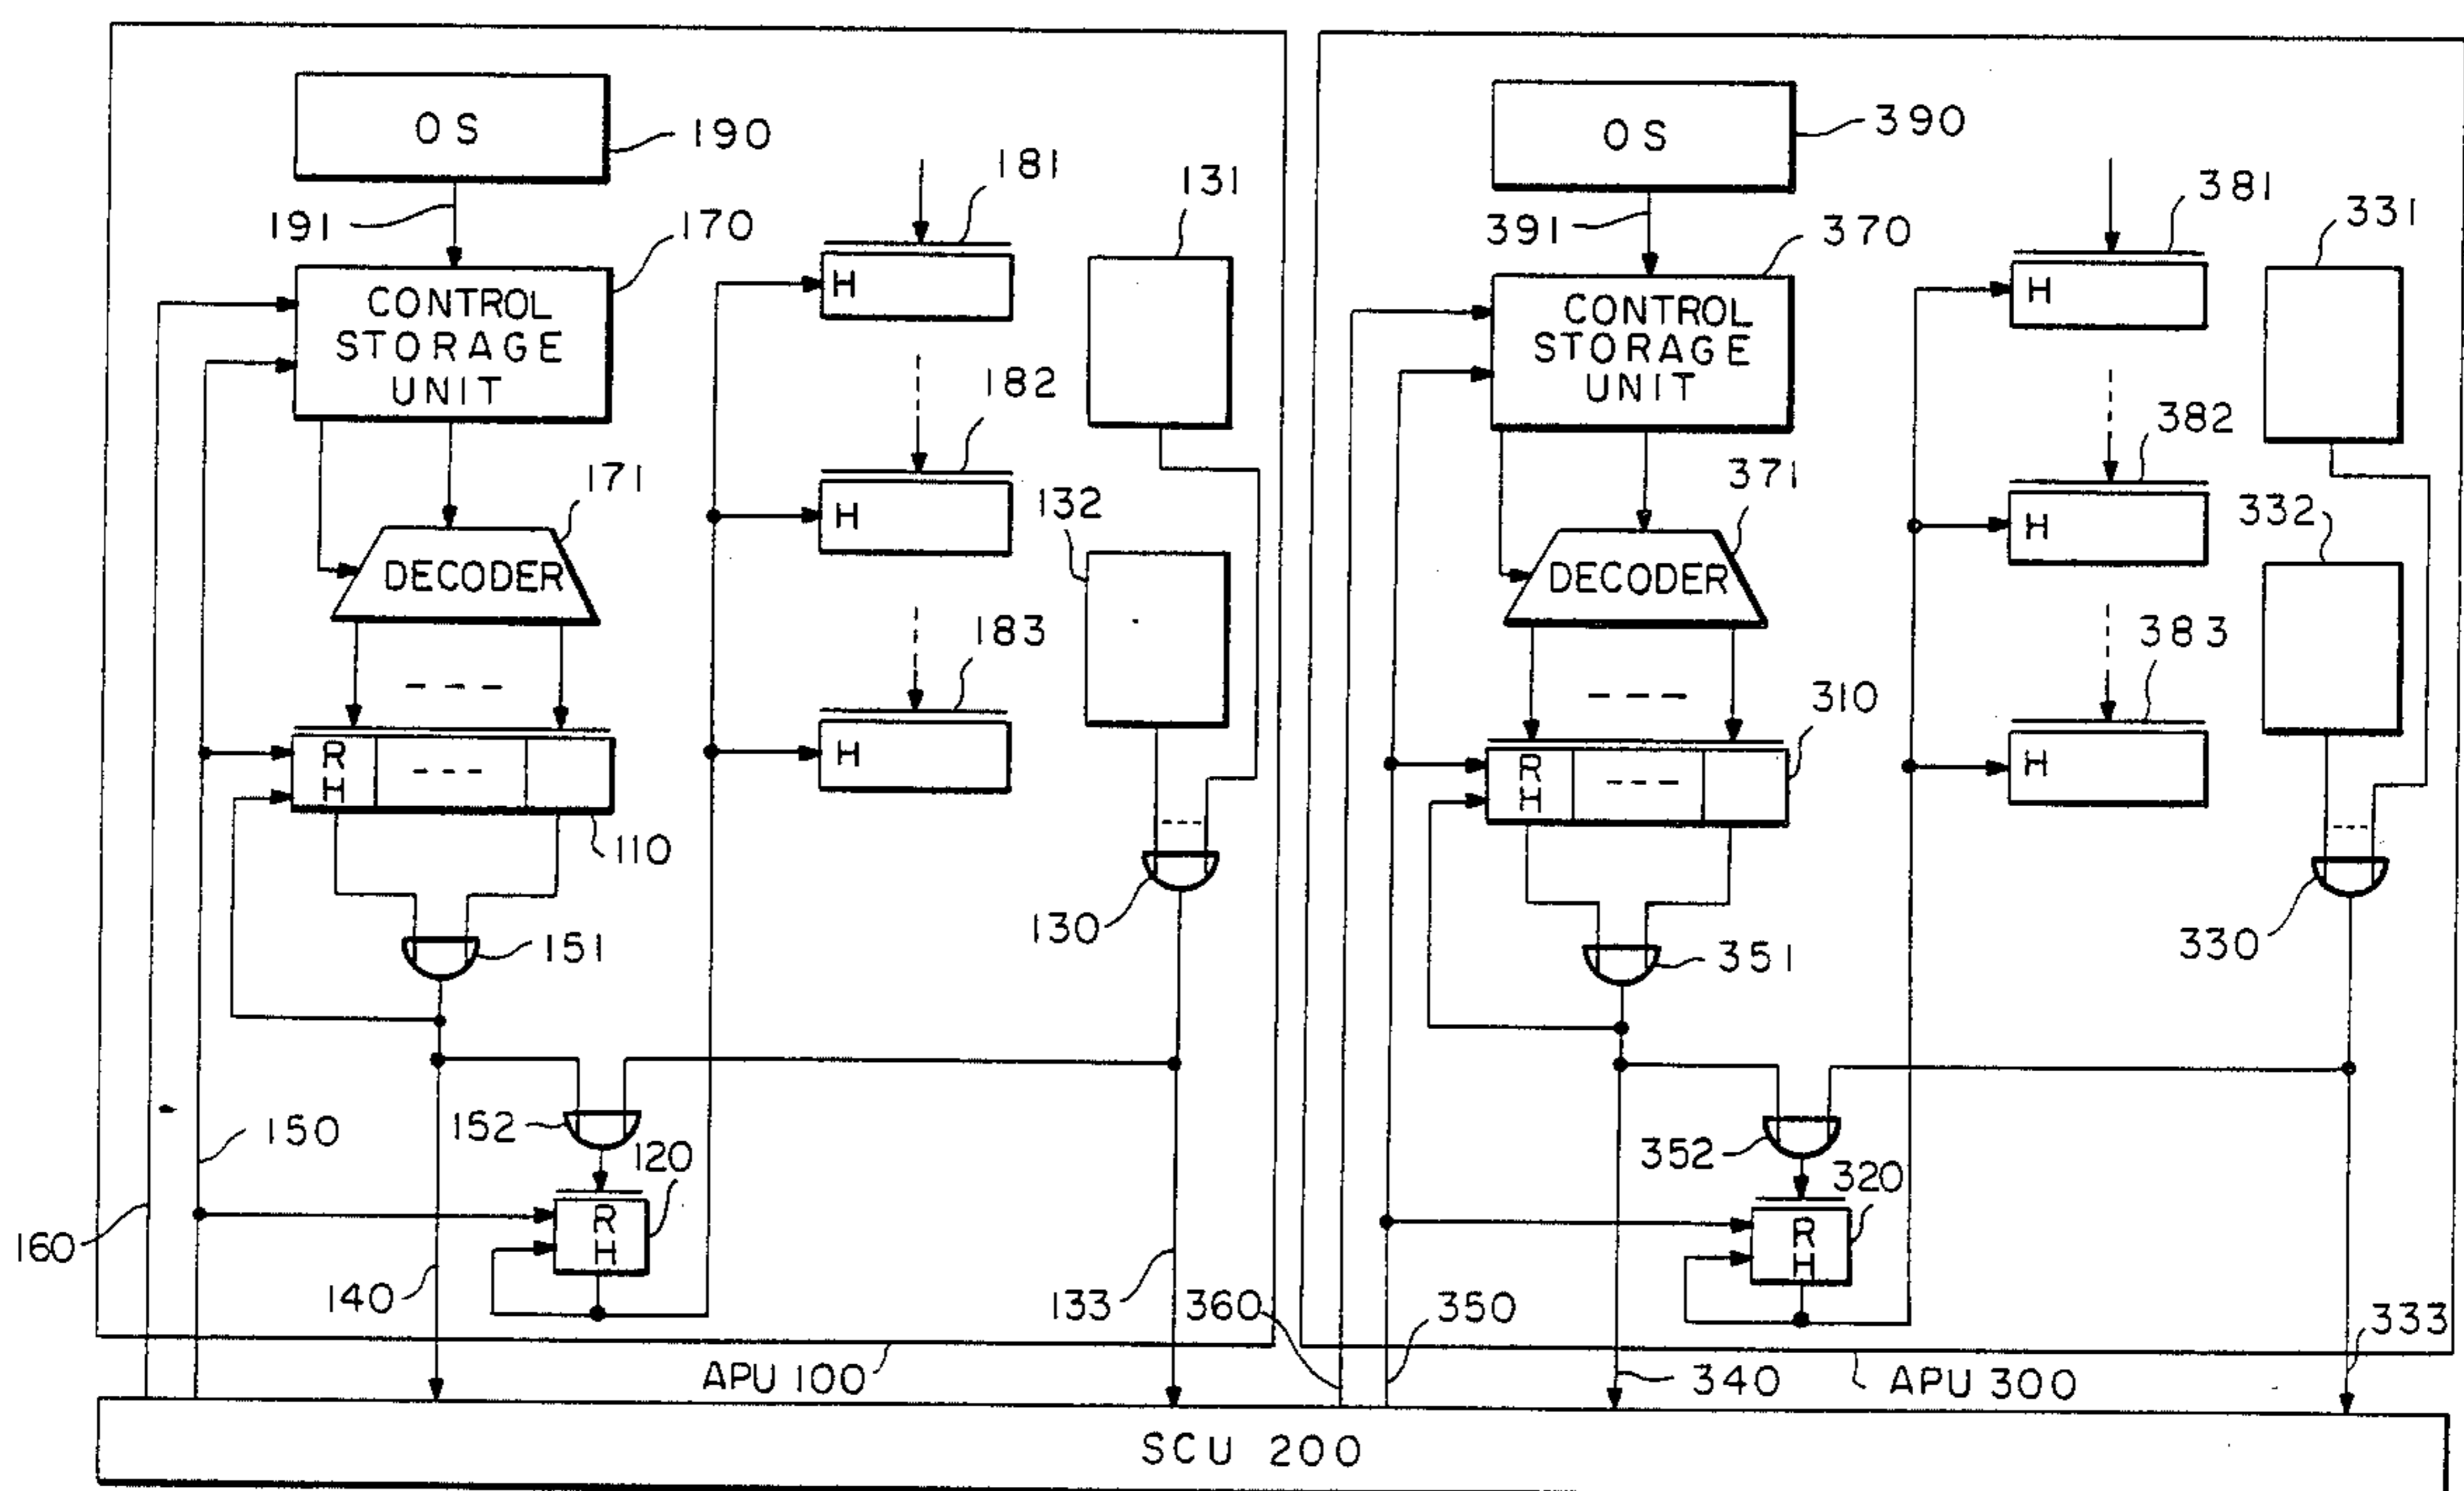 OS
190
191
170
CONTROL
STORAGE
UNIT
171
DECODER
---
R
H
---
110
151
152
120
R
H
150
160
140
181
H
182
H
183
H
131
132
130
133
APU 100
OS
390
391
370
CONTROL
STORAGE
UNIT
371
DECODER
---
310
R
H
---
351
352
320
R
H
360
350
340
381
H
382
H
383
H
331
332
330
333
APU 300
SCU 200